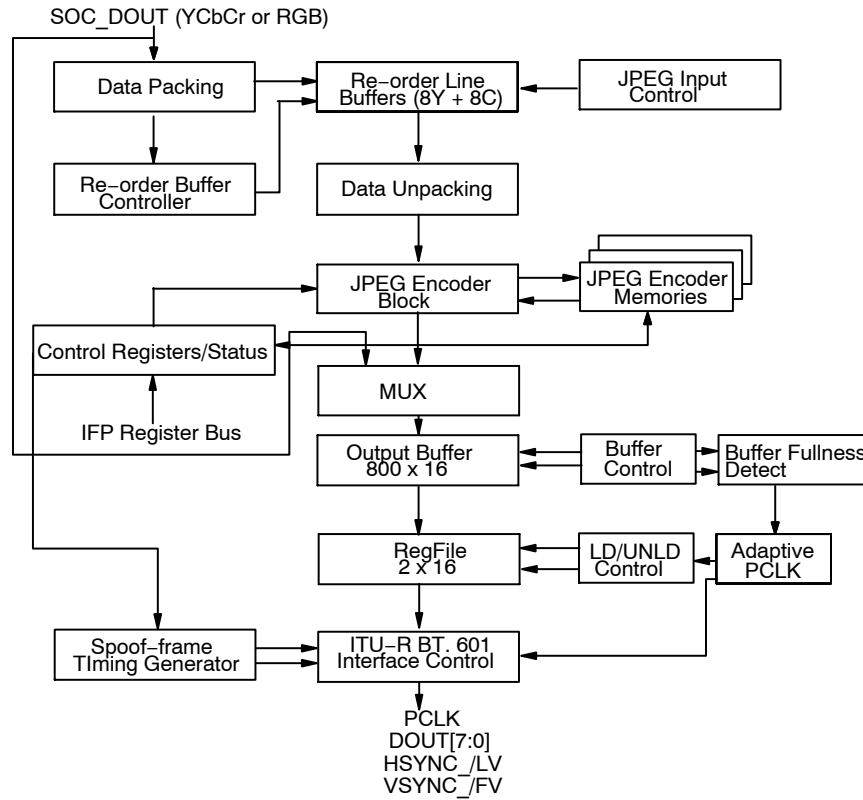 SOC_DOUT (YCbCr or RGB)
Data Packing
Re−order Line
Buffers (8Y + 8C)
JPEG Input
Control
Re−order Buffer
Controller
Data Unpacking
JPEG Encoder
Block
JPEG Encoder
Memories
Control Registers/Status
MUX
IFP Register Bus
Output Buffer
800 x 16
Buffer
Control
Buffer Fullness
Detect
RegFile
2 x 16
LD/UNLD
Control
Adaptive
PCLK
Spoof−frame
TIming Generator
ITU−R BT. 601
Interface Control
PCLK
DOUT[7:0]
HSYNC_/LV
VSYNC_/FV